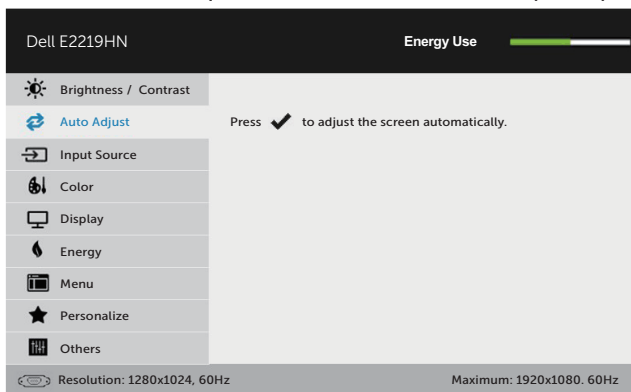 Dell E2219HN
Energy Use
Brightness / Contrast
Auto Adjust
Press ✔ to adjust the screen automatically.
Input Source
Color
Display
Energy
Menu
Personalize
Others
Resolution: 1280x1024, 60Hz
Maximum: 1920x1080. 60Hz